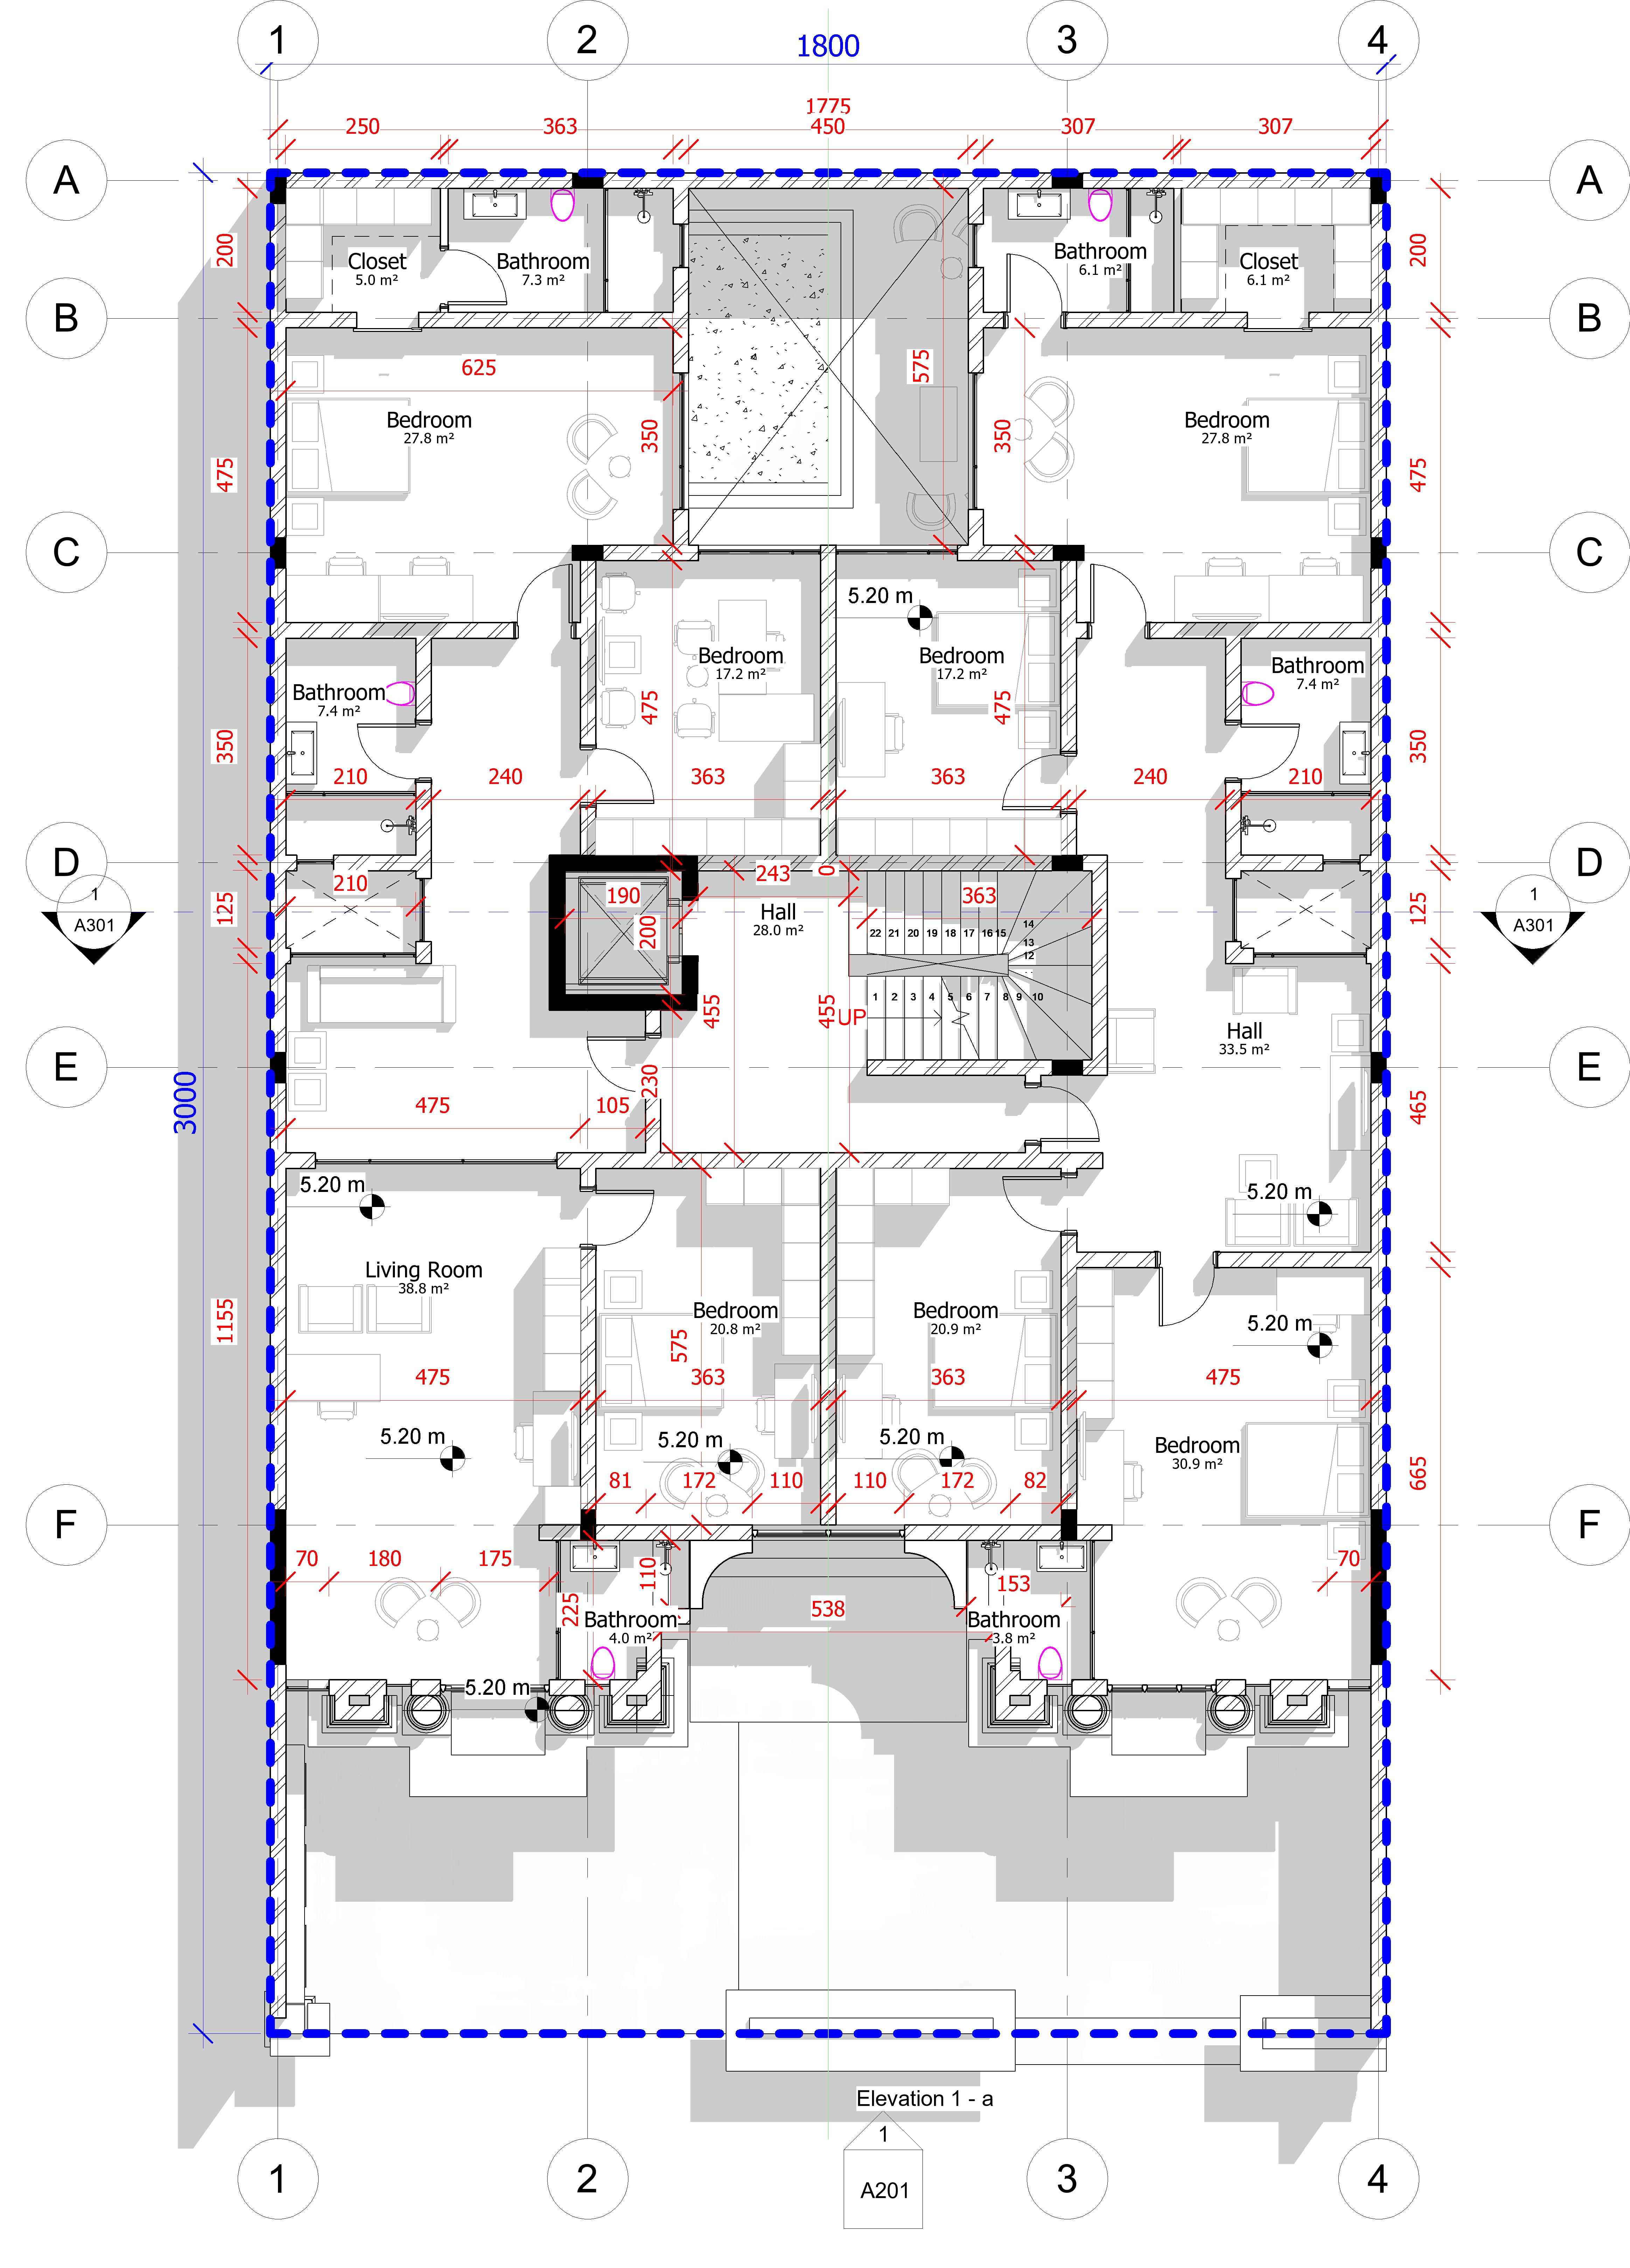 1 2 3 4
1800
1775
250 363 450 307 307
A A
200 200
Closet
5.0 m²
Bathroom
7.3 m²
Bathroom
6.1 m²
Closet
6.1 m²
B B
625
575
350 350
Bedroom
27.8 m²
Bedroom
27.8 m²
475 475
C C
5.20 m
Bedroom
17.2 m²
Bedroom
17.2 m²
Bathroom
7.4 m²
Bathroom
7.4 m²
475 475
350 350
210 240 363 363 240 210
D D
1
A301
1
A301
125 125
210
190
200
243 0
363
Hall
28.0 m²
22 21 20 19 18 17 16 15 14
13
12
1 2 3 4 5 6 7 8 9 10
UP
455 455
Hall
33.5 m²
E E
230
475 105
465
3000
5.20 m
5.20 m
Living Room
38.8 m²
Bedroom
20.8 m²
Bedroom
20.9 m²
5.20 m
1155
575
475 363 363 475
5.20 m
5.20 m
5.20 m
Bedroom
30.9 m²
665
81 172 110 110 172 82
F F
70 180 175
110
225
153
70
538
Bathroom
4.0 m²
Bathroom
3.8 m²
5.20 m
Elevation 1 - a
1
A201
1 2 3 4